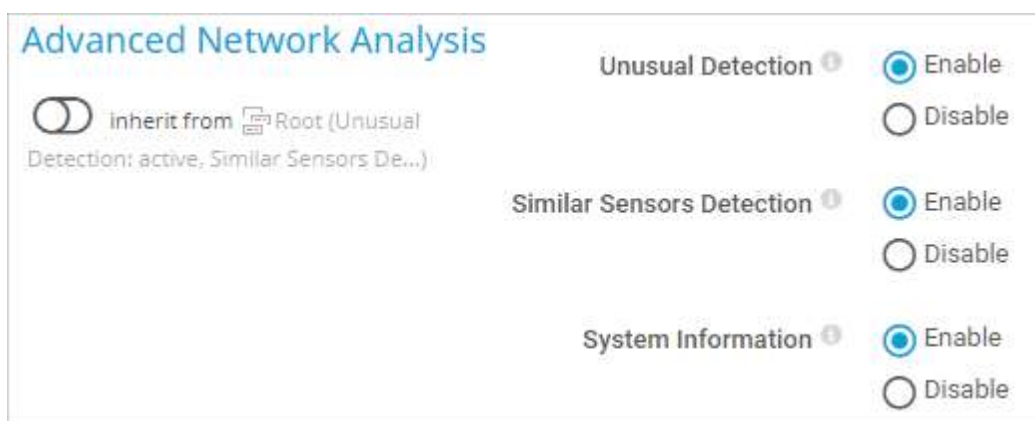 Advanced Network Analysis
inherit from Root (Unusual
Detection: active, Similar Sensors De...)
Unusual Detection
Enable
Disable
Similar Sensors Detection
Enable
Disable
System Information
Enable
Disable